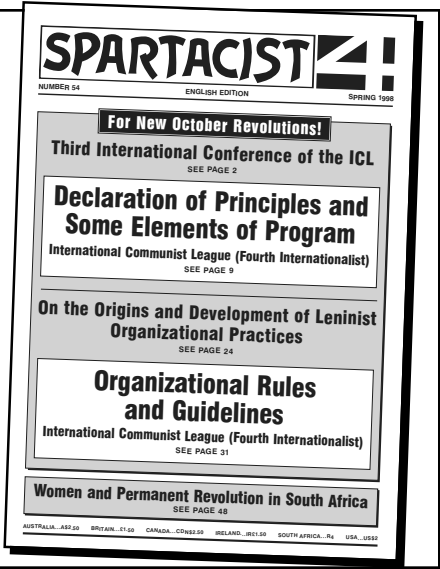 SPARTACIST 4
NUMBER 54 ENGLISH EDITION SPRING 1998
For New October Revolutions!
Third International Conference of the ICL
SEE PAGE 2
Declaration of Principles and
Some Elements of Program
International Communist League (Fourth Internationalist)
SEE PAGE 9
On the Origins and Development of Leninist
Organizational Practices
SEE PAGE 24
Organizational Rules
and Guidelines
International Communist League (Fourth Internationalist)
SEE PAGE 31
Women and Permanent Revolution in South Africa
SEE PAGE 48
AUSTRALIA...A$2.50 BRITAIN...£1.50 CANADA...CDN$2.50 IRELAND...IR£1.50 SOUTH AFRICA...R4 USA...US$2